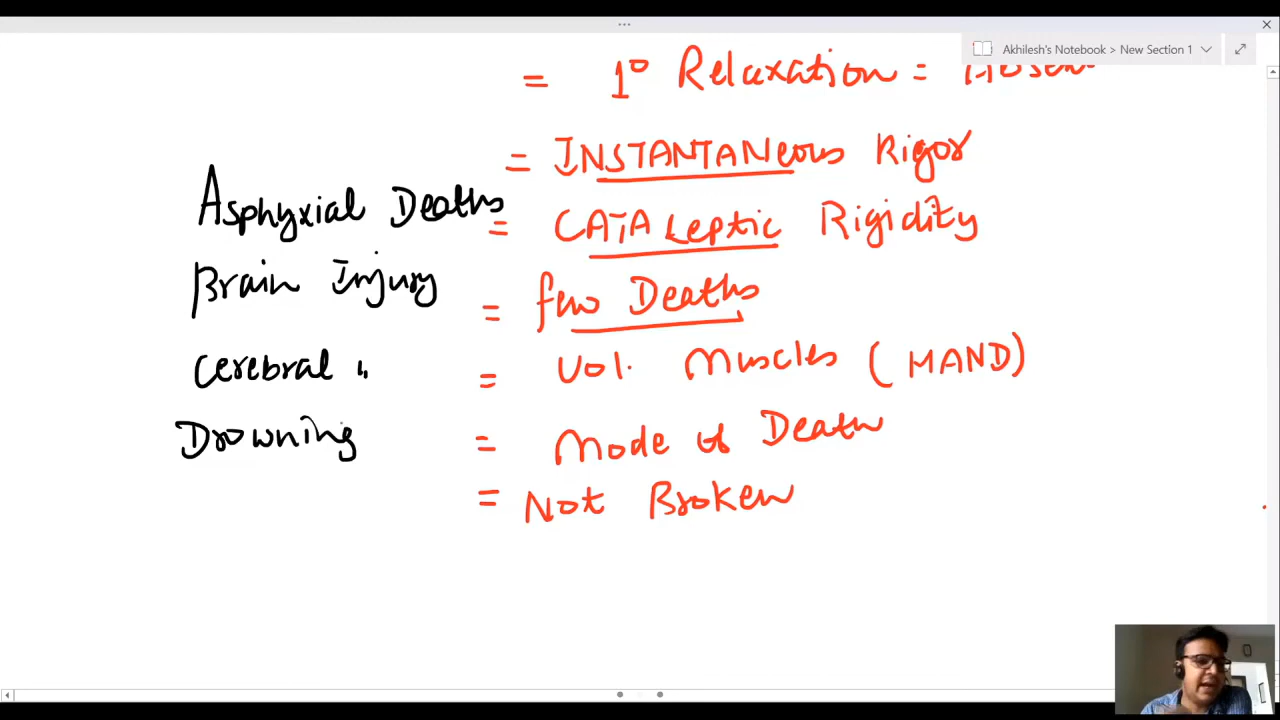 Akhilesh's Notebook > New Section 1
= 1° Relaxation =
= INSTANTANeous Rigor
= CATALeptic Rigidity
= few Deaths
= Vol. Muscles (HAND)
= Mode of Death
= Not Broken
Asphyxial Deaths
Brain Injury
Cerebral "
Drowning